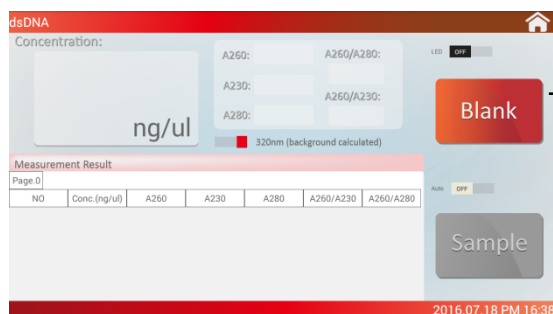 dsDNA
Concentration:
ng/ul
A260:
A230:
A280:
A260/A280:
A260/A230:
320nm (background calculated)
LED OFF
Blank
Measurement Result
Page.0
NO Conc.(ng/ul) A260 A230 A280 A260/A230 A260/A280
Auto OFF
Sample
2016.07.18 PM 16:38